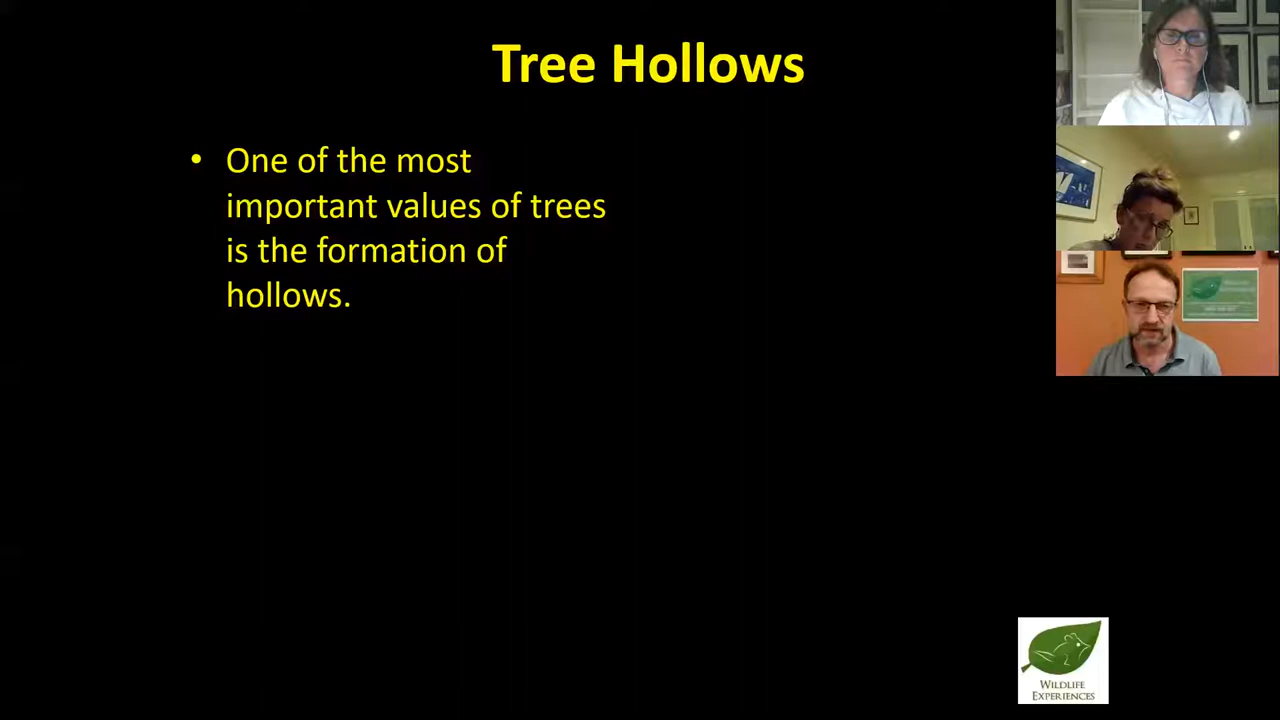 Tree Hollows
• One of the most
important values of trees
is the formation of
hollows.
WILDLIFE
EXPERIENCES